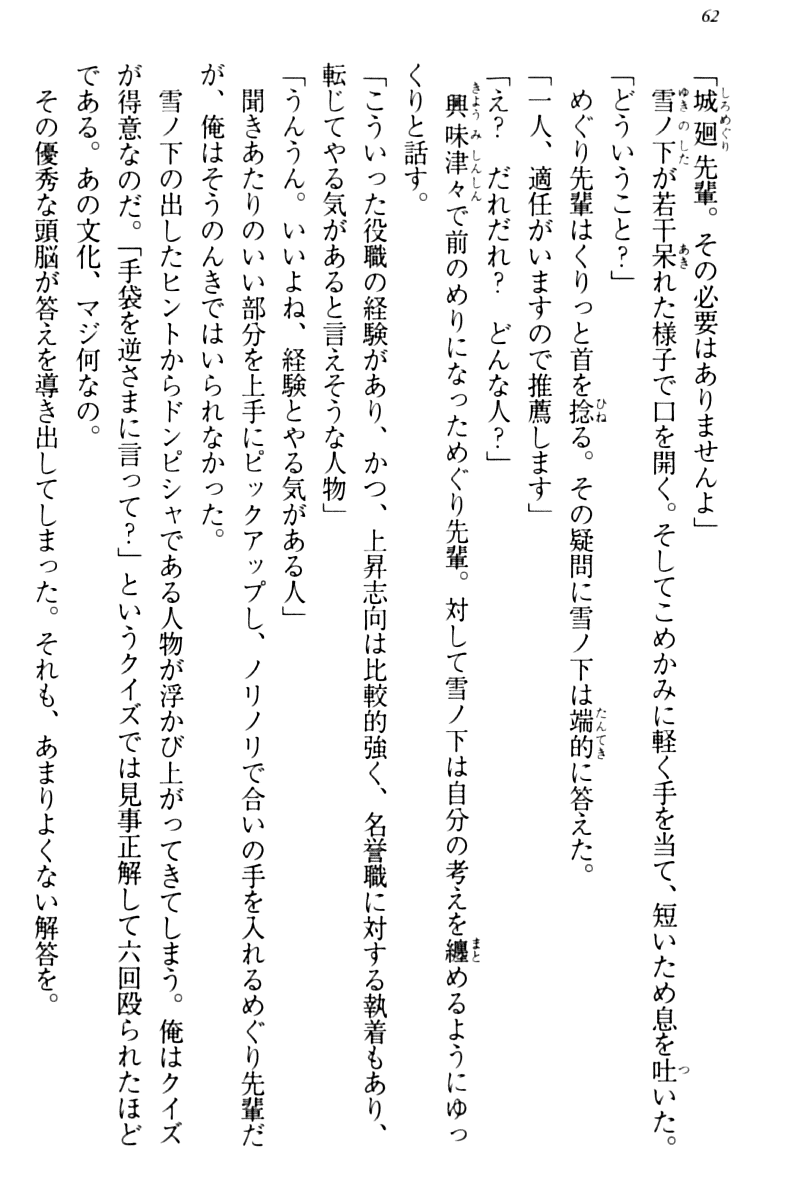 62
「城廻先輩。その必要はありませんよ」
雪ノ下が若干呆れた様子で口を開く。そしてこめかみに軽く手を当て、短いため息を吐いた。
「どういうこと?」
めぐり先輩はくりっと首を捻る。その疑問に雪ノ下は端的に答えた。
「一人、適任がいますので推薦します」
「え? だれだれ? どんな人?」
興味津々で前のめりになっためぐり先輩。対して雪ノ下は自分の考えを纏めるようにゆっ
くりと話す。
「こういった役職の経験があり、かつ、上昇志向は比較的強く、名誉職に対する執着もあり、
転じてやる気があると言えそうな人物」
「うんうん。いいよね、経験とやる気がある人」
聞きあたりのいい部分を上手にピックアップし、ノリノリで合いの手を入れるめぐり先輩だ
が、俺はそうのんきではいられなかった。
雪ノ下の出したヒントからドンピシャである人物が浮かび上がってきてしまう。俺はクイズ
が得意なのだ。「手袋を逆さまに言って?」というクイズでは見事正解して六回殴られたほど
である。あの文化、マジ何なの。
その優秀な頭脳が答えを導き出してしまった。それも、あまりよくない解答を。